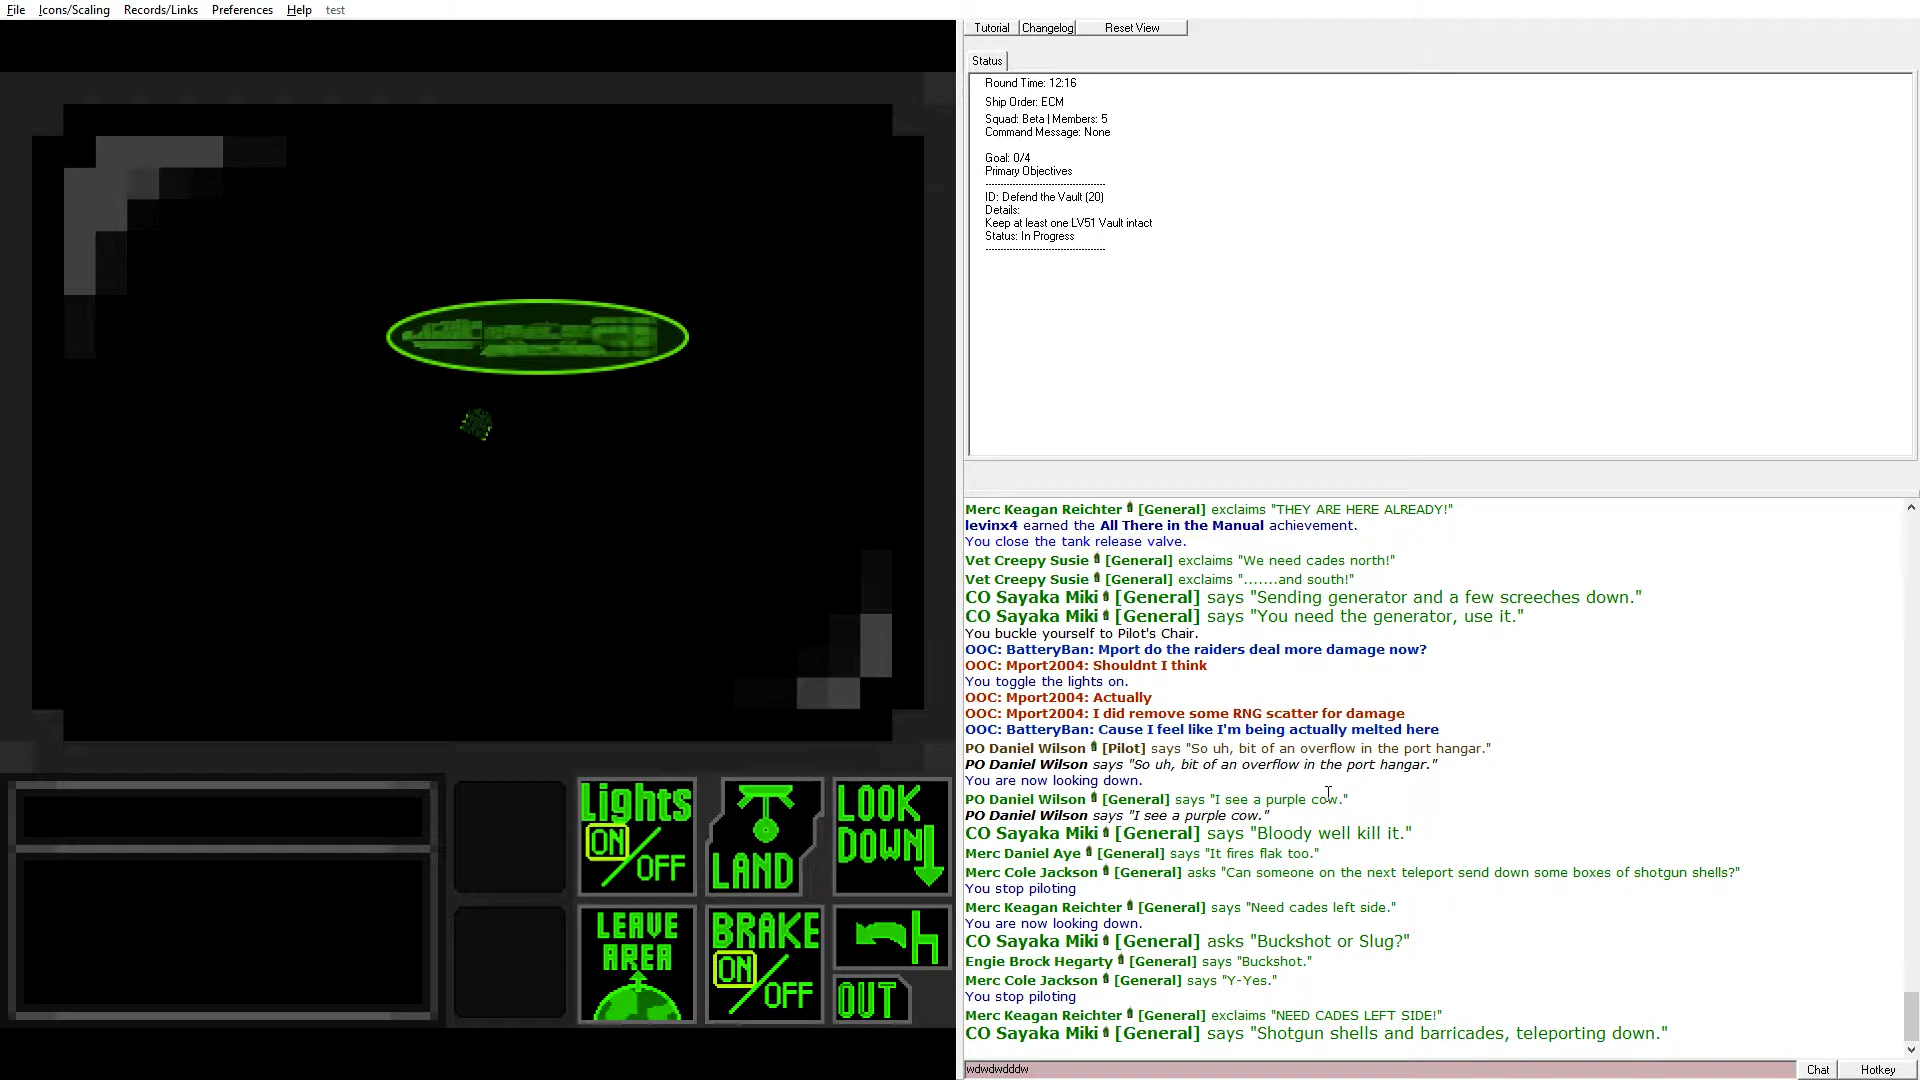 File Icons/Scaling Records/Links Preferences Help test
Tutorial Changelog Reset View
Status
Round Time: 12:16
Ship Order: ECM
Squad: Beta | Members: 5
Command Message: None
Goal: 0/4
Primary Objectives
----------------------------------------
ID: Defend the Vault (20)
Details:
Keep at least one LV51 Vault intact
Status: In Progress
----------------------------------------
Merc Keagan Reichter [General] exclaims "THEY ARE HERE ALREADY!"
levinx4 earned the All There in the Manual achievement.
You close the tank release valve.
Vet Creepy Susie [General] exclaims "We need cades north!"
Vet Creepy Susie [General] exclaims ".......and south!"
CO Sayaka Miki [General] says "Sending generator and a few screeches down."
CO Sayaka Miki [General] says "You need the generator, use it."
You buckle yourself to Pilot's Chair.
OOC: BatteryBan: Mport do the raiders deal more damage now?
OOC: Mport2004: Shouldnt I think
You toggle the lights on.
OOC: Mport2004: Actually
OOC: Mport2004: I did remove some RNG scatter for damage
OOC: BatteryBan: Cause I feel like I'm being actually melted here
PO Daniel Wilson [Pilot] says "So uh, bit of an overflow in the port hangar."
PO Daniel Wilson says "So uh, bit of an overflow in the port hangar."
You are now looking down.
PO Daniel Wilson [General] says "I see a purple cow."
PO Daniel Wilson says "I see a purple cow."
CO Sayaka Miki [General] says "Bloody well kill it."
Merc Daniel Aye [General] says "It fires flak too."
Merc Cole Jackson [General] asks "Can someone on the next teleport send down some boxes of shotgun shells?"
You stop piloting
Merc Keagan Reichter [General] says "Need cades left side."
You are now looking down.
CO Sayaka Miki [General] asks "Buckshot or Slug?"
Engie Brock Hegarty [General] says "Buckshot."
Merc Cole Jackson [General] says "Y-Yes."
You stop piloting
Merc Keagan Reichter [General] exclaims "NEED CADES LEFT SIDE!"
CO Sayaka Miki [General] says "Shotgun shells and barricades, teleporting down."
wdwdwdddw Chat Hotkey
Lights
ON/OFF
LAND
LOOK
DOWN
LEAVE
AREA
BRAKE
ON/OFF
OUT